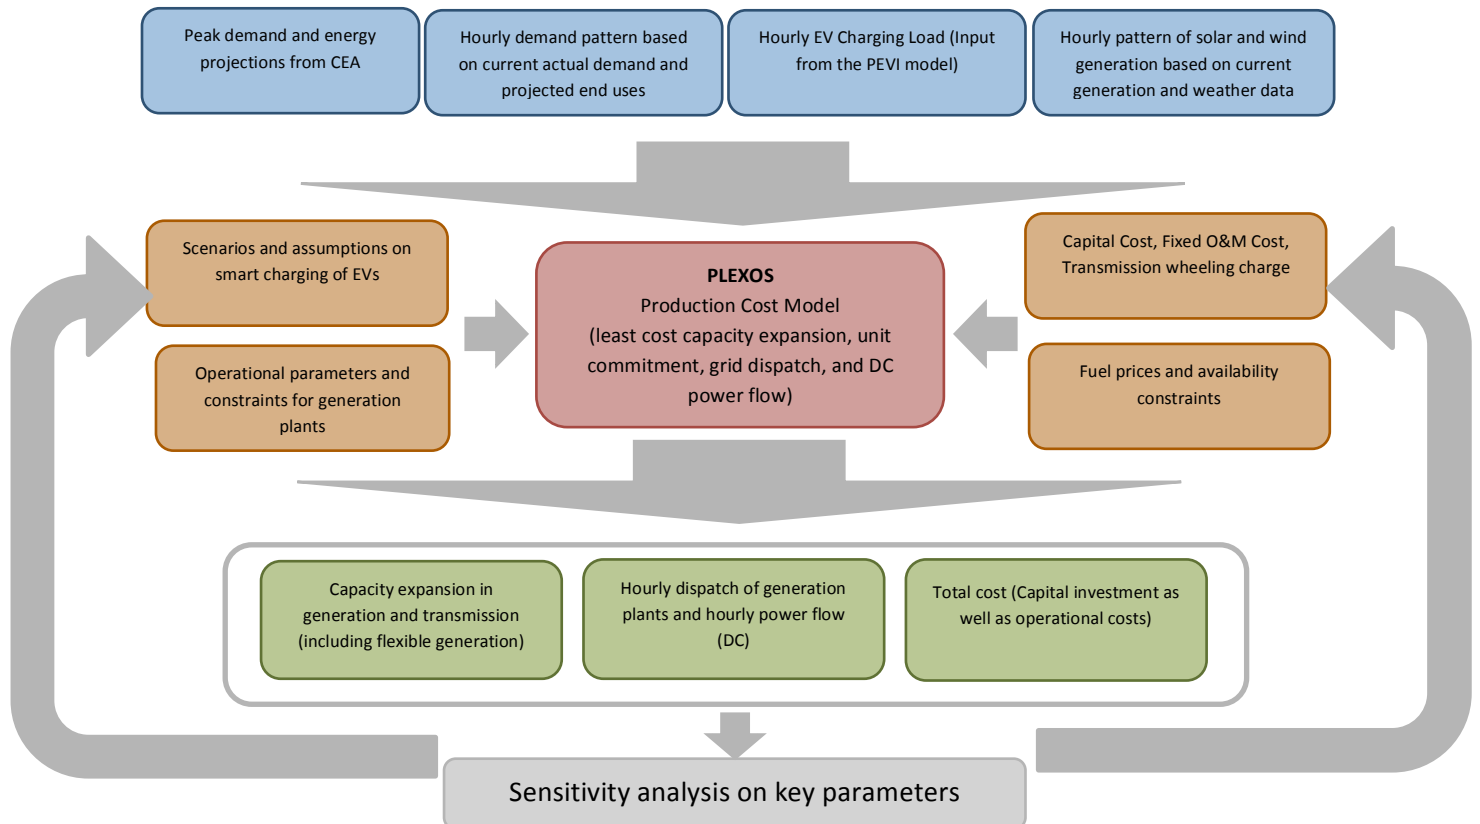 Peak demand and energy
projections from CEA
Hourly demand pattern based
on current actual demand and
projected end uses
Hourly EV Charging Load (Input
from the PEVI model)
Hourly pattern of solar and wind
generation based on current
generation and weather data
Scenarios and assumptions on
smart charging of EVs
Operational parameters and
constraints for generation
plants
PLEXOS
Production Cost Model
(least cost capacity expansion, unit
commitment, grid dispatch, and DC
power flow)
Capital Cost, Fixed O&M Cost,
Transmission wheeling charge
Fuel prices and availability
constraints
Capacity expansion in
generation and transmission
(including flexible generation)
Hourly dispatch of generation
plants and hourly power flow
(DC)
Total cost (Capital investment as
well as operational costs)
Sensitivity analysis on key parameters